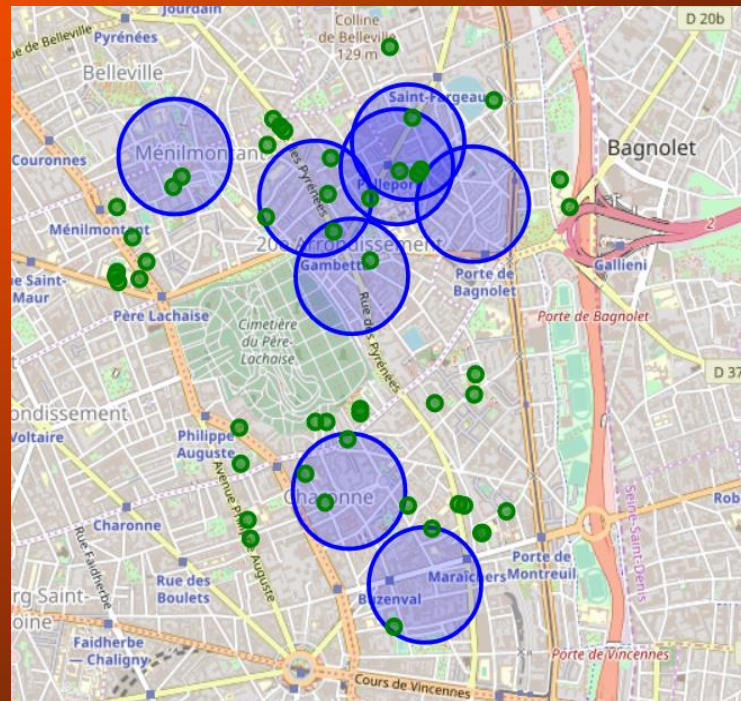 Jourdain
Colline
de Belleville
129 m
D 20b
Pyrénées
ue de Belleville
Belleville
Saint-Fargeau
Bagnolet
Couronnes
Ménilmontant
es Pyrénées
Pelleport
2
Ménilmontant
20e Arrondissement
Gambetta
Porte de
Bagnolet
Gallieni
ue Saint-
Maur
Père Lachaise
Cimetière
du Père-
Lachaise
Rue des Pyrénées
Porte de Bagnolet
D 37
ondissement
Voltaire
Philippe
Auguste
Avenue Philippe Auguste
Charonne
Rob
Charonne
Rue Faidherbe
Seine-Saint-Denis
Rue des
Boulets
Maraîchers
Porte de
Montreuil
Buzenval
rg Saint-
oine
Faidherbe
— Chaligny
Porte de Vincennes
Cours de Vincennes